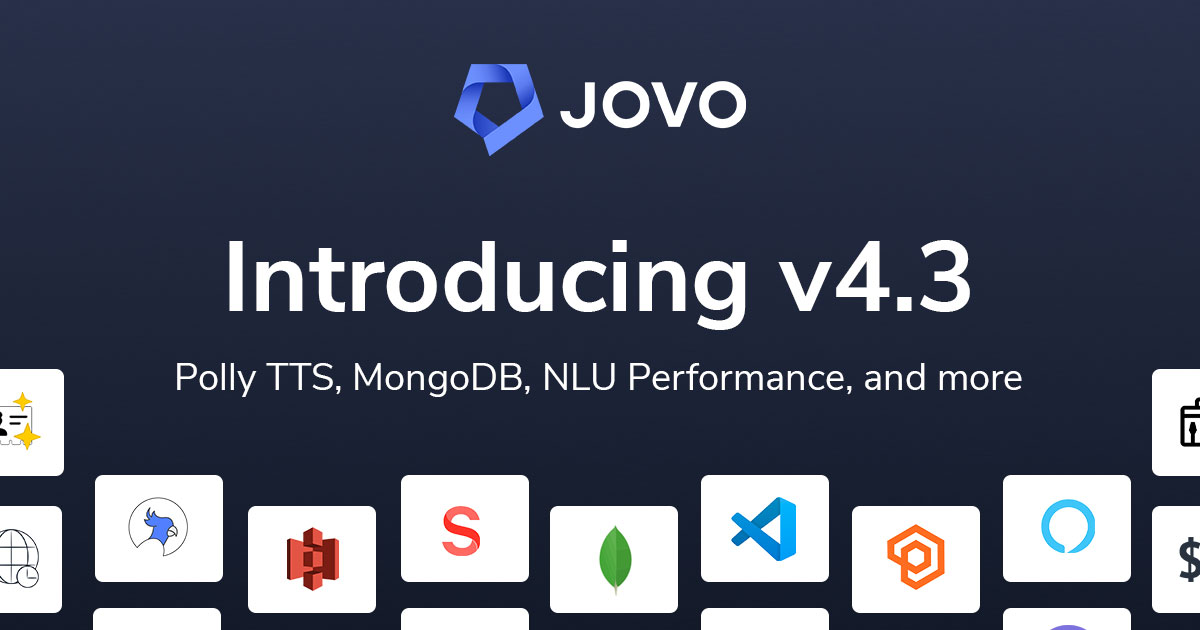 JOVO
Introducing v4.3
Polly TTS, MongoDB, NLU Performance, and more
S
$